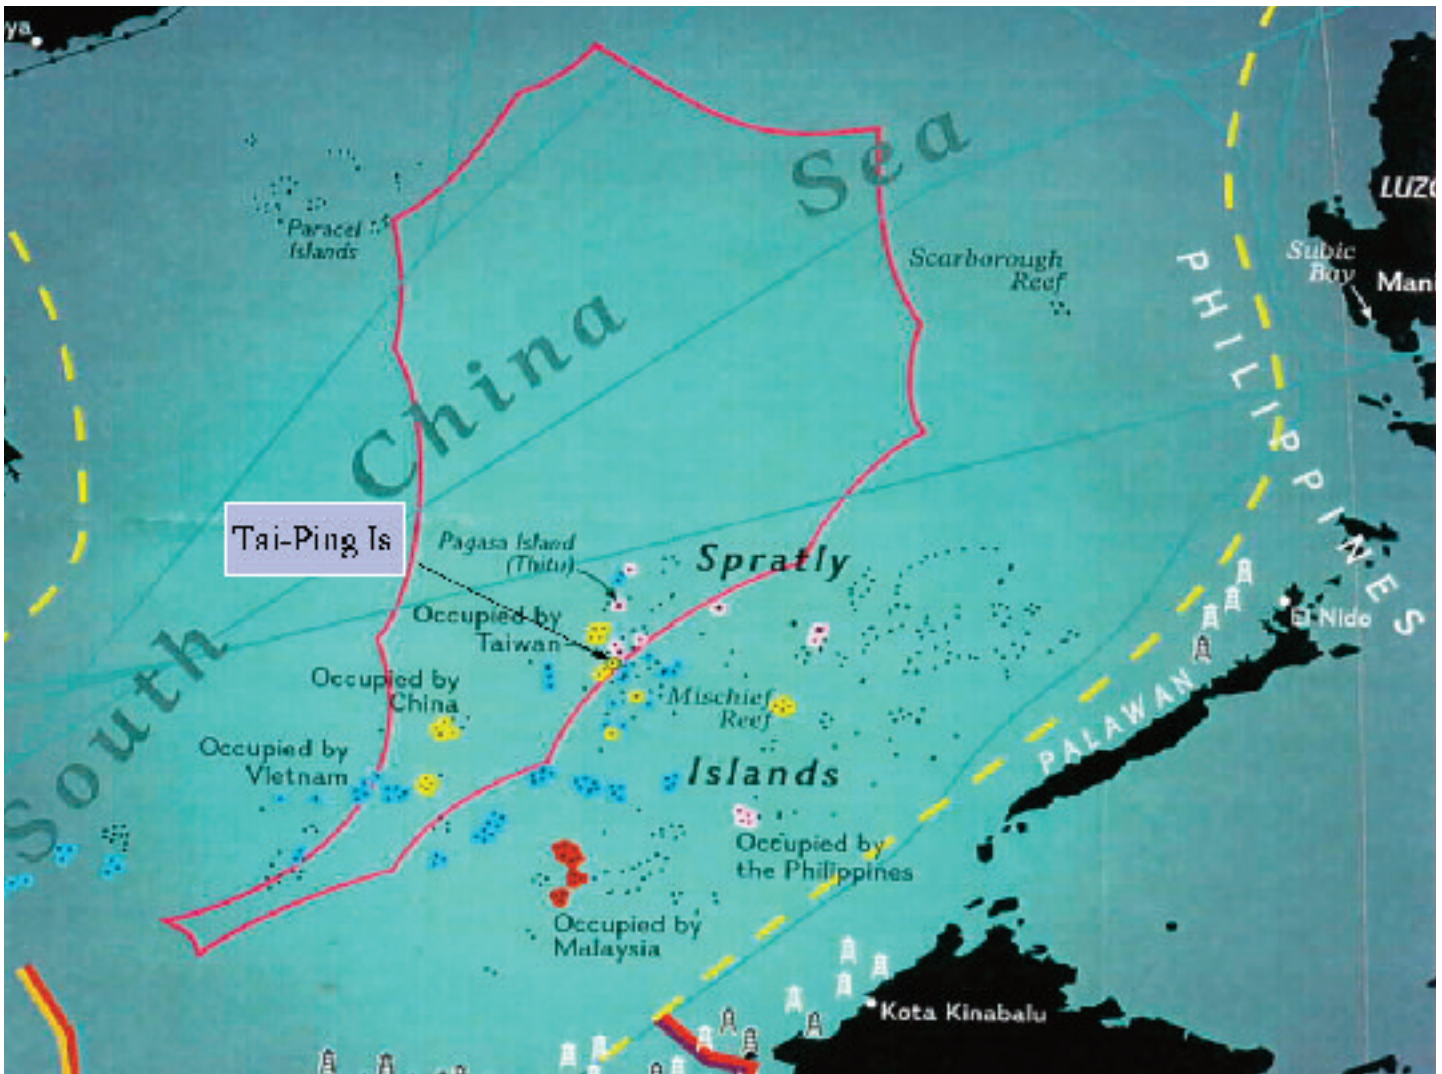 ya
South China Sea
Paracel
Islands
Scarborough
Reef
LUZO
Subic
Bay
Mani
PHILIPPINES
Tai-Ping Is
Pagasa Island
(Thitu)
Spratly
Occupied by
Taiwan
El Nido
Occupied by
China
Mischief
Reef
PALAWAN
Occupied by
Vietnam
Islands
Occupied by
the Philippines
Occupied by
Malaysia
Kota Kinabalu